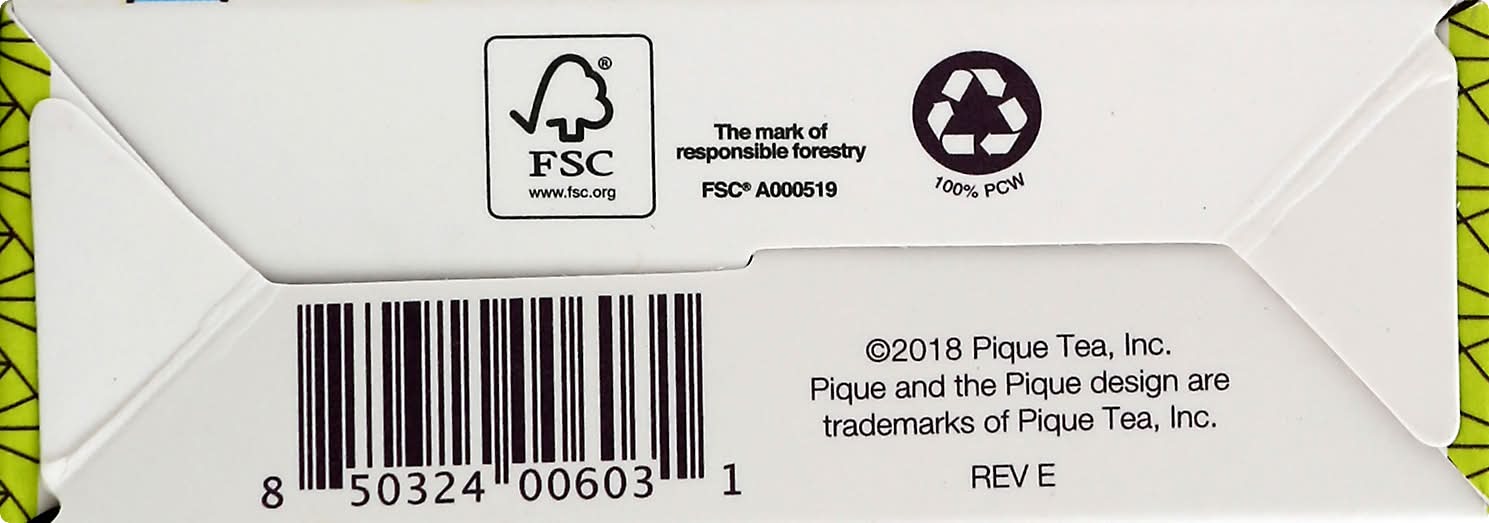 ®
FSC
www.fsc.org
The mark of
responsible forestry
FSC® A000519
100% PCW
8 50324 00603 1
©2018 Pique Tea, Inc.
Pique and the Pique design are
trademarks of Pique Tea, Inc.
REV E